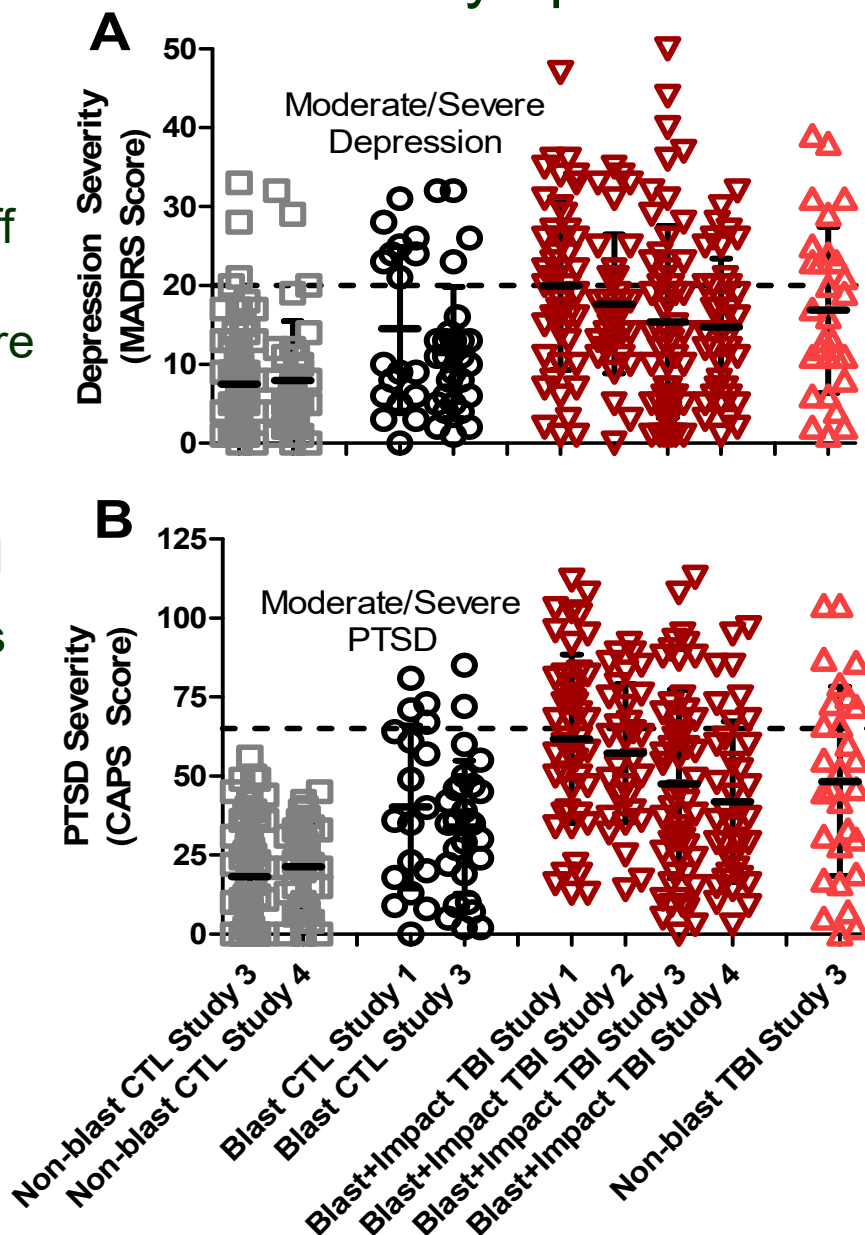 A
50
40
30
20
10
0
Depression Severity
(MADRS Score)
Moderate/Severe
Depression
ff
re
s
B
125
100
75
50
25
0
PTSD Severity
(CAPS Score)
Moderate/Severe
PTSD
Non-blast CTL Study 3
Non-blast CTL Study 4
Blast CTL Study 1
Blast CTL Study 3
Blast+Impact TBI Study 1
Blast+Impact TBI Study 2
Blast+Impact TBI Study 3
Blast+Impact TBI Study 4
Non-blast TBI Study 3